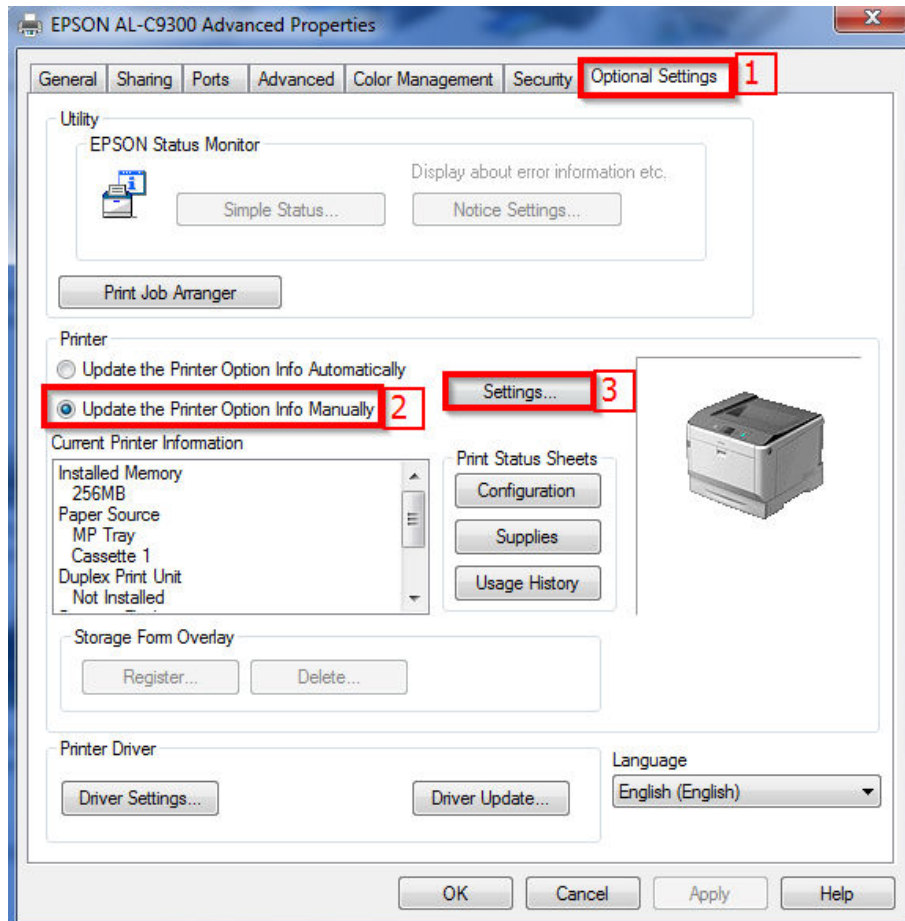 EPSON AL-C9300 Advanced Properties
General Sharing Ports Advanced Color Management Security Optional Settings 1
Utility
EPSON Status Monitor
Display about error information etc.
Simple Status... Notice Settings...
Print Job Arranger
Printer
Update the Printer Option Info Automatically
Settings... 3
Update the Printer Option Info Manually 2
Current Printer Information
Installed Memory
256MB
Paper Source
MP Tray
Cassette 1
Duplex Print Unit
Not Installed
Print Status Sheets
Configuration
Supplies
Usage History
Storage Form Overlay
Register... Delete...
Printer Driver
Driver Settings... Driver Update...
Language
English (English)
OK Cancel Apply Help